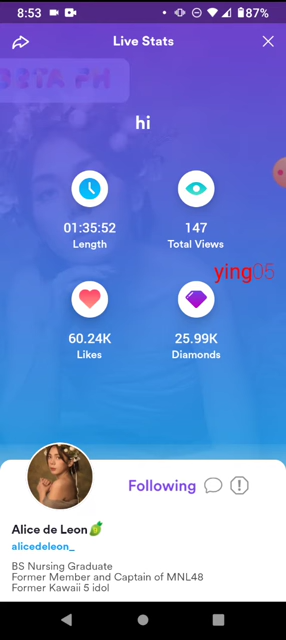 8:53
87%
Live Stats
hi
01:35:52
Length
147
Total Views
ying05
60.24K
Likes
25.99K
Diamonds
Following
Alice de Leon
alicedeleon_
BS Nursing Graduate
Former Member and Captain of MNL48
Former Kawaii 5 idol